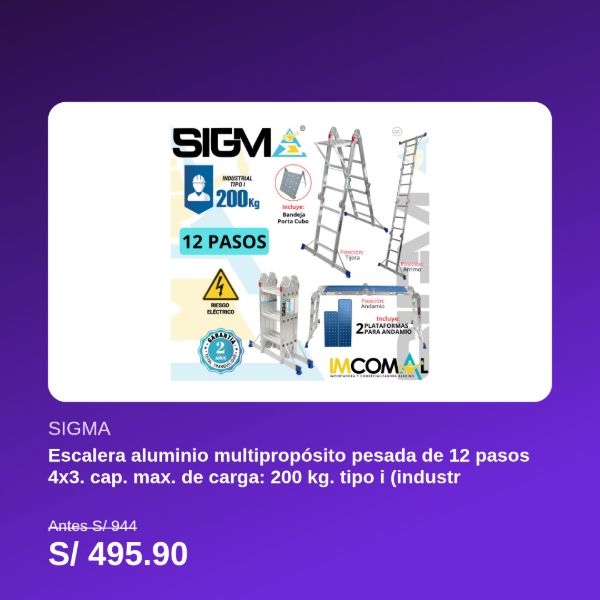 SIGMA
®
INDUSTRIAL
TIPO I
200Kg
Incluye:
Bandeja
Porta Cubo
12 PASOS
Posición:
Tijera
Posición:
Arrimo
RIESGO
ELÉCTRICO
GARANTÍA
2
AÑOS
Posición:
Andamio
Incluye:
2 PLATAFORMAS
PARA ANDAMIO
IMCOMAL
SIGMA
Escalera aluminio multipropósito pesada de 12 pasos
4x3. cap. max. de carga: 200 kg. tipo i (industr
Antes S/ 944
S/ 495.90